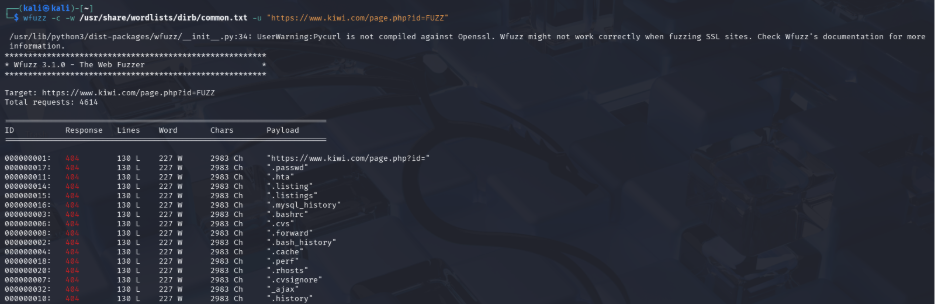 (kali㉿kali)-[~]
$ wfuzz -c -w /usr/share/wordlists/dirb/common.txt -u "https://www.kiwi.com/page.php?id=FUZZ"
/usr/lib/python3/dist-packages/wfuzz/__init__.py:34: UserWarning:Pycurl is not compiled against Openssl. Wfuzz might not work correctly when fuzzing SSL sites. Check Wfuzz's documentation for more
information.
********************************************************
* Wfuzz 3.1.0 - The Web Fuzzer *
********************************************************
Target: https://www.kiwi.com/page.php?id=FUZZ
Total requests: 4614
=====================================================================
ID Response Lines Word Chars Payload
=====================================================================
000000001: 404 130 L 227 W 2983 Ch "https://www.kiwi.com/page.php?id="
000000017: 404 130 L 227 W 2983 Ch ".passwd"
000000011: 404 130 L 227 W 2983 Ch ".hta"
000000014: 404 130 L 227 W 2983 Ch ".listing"
000000015: 404 130 L 227 W 2983 Ch ".listings"
000000016: 404 130 L 227 W 2983 Ch ".mysql_history"
000000003: 404 130 L 227 W 2983 Ch ".bashrc"
000000006: 404 130 L 227 W 2983 Ch ".cvs"
000000008: 404 130 L 227 W 2983 Ch ".forward"
000000002: 404 130 L 227 W 2983 Ch ".bash_history"
000000004: 404 130 L 227 W 2983 Ch ".cache"
000000018: 404 130 L 227 W 2983 Ch ".perf"
000000020: 404 130 L 227 W 2983 Ch ".rhosts"
000000007: 404 130 L 227 W 2983 Ch ".cvsignore"
000000032: 404 130 L 227 W 2983 Ch "_ajax"
000000010: 404 130 L 227 W 2983 Ch ".history"